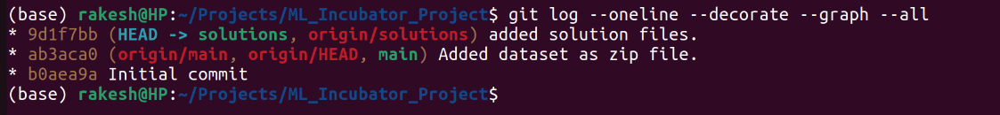 (base) rakesh@HP:~/Projects/ML_Incubator_Project$ git log --oneline --decorate --graph --all
* 9d1f7bb (HEAD -> solutions, origin/solutions) added solution files.
* ab3aca0 (origin/main, origin/HEAD, main) Added dataset as zip file.
* b0aea9a Initial commit
(base) rakesh@HP:~/Projects/ML_Incubator_Project$